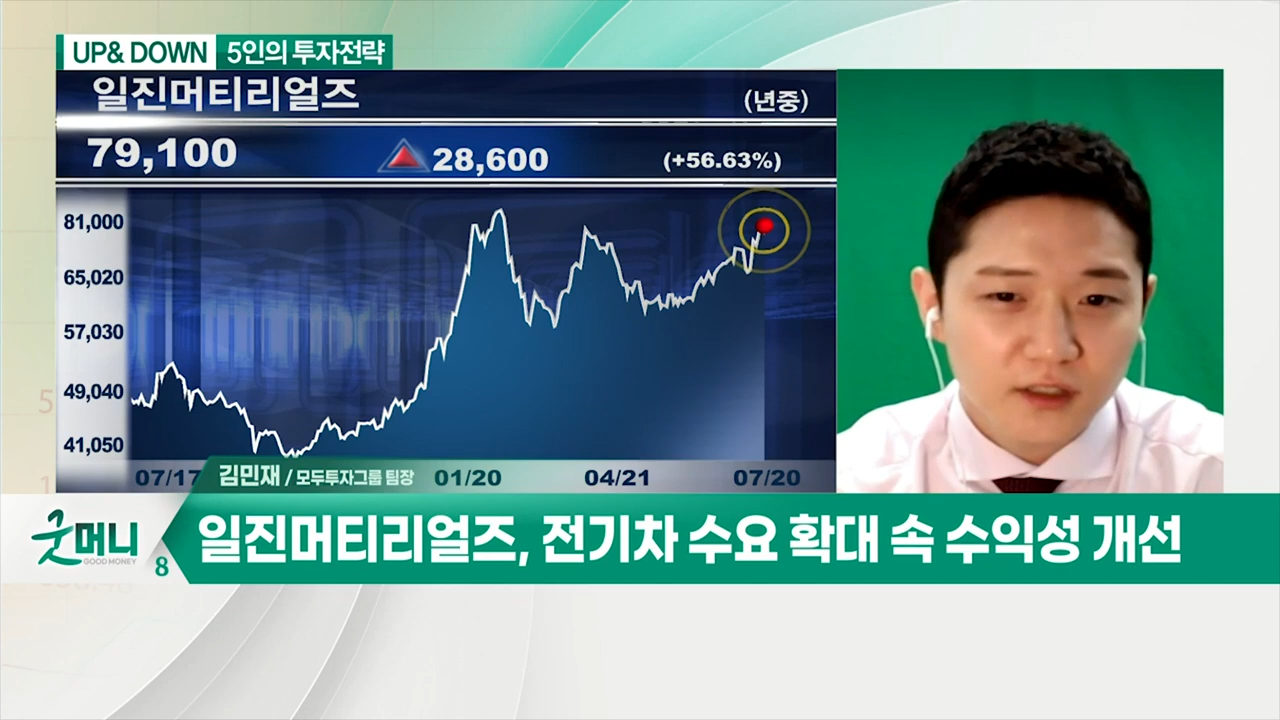 UP& DOWN 5인의 투자전략
일진머티리얼즈 (년중)
79,100 ▲ 28,600 (+56.63%)
81,000
65,020
57,030
49,040
41,050
07/17 01/20 04/21 07/20
김민재 / 모두투자그룹 팀장
굿머니
GOOD MONEY
8
일진머티리얼즈, 전기차 수요 확대 속 수익성 개선